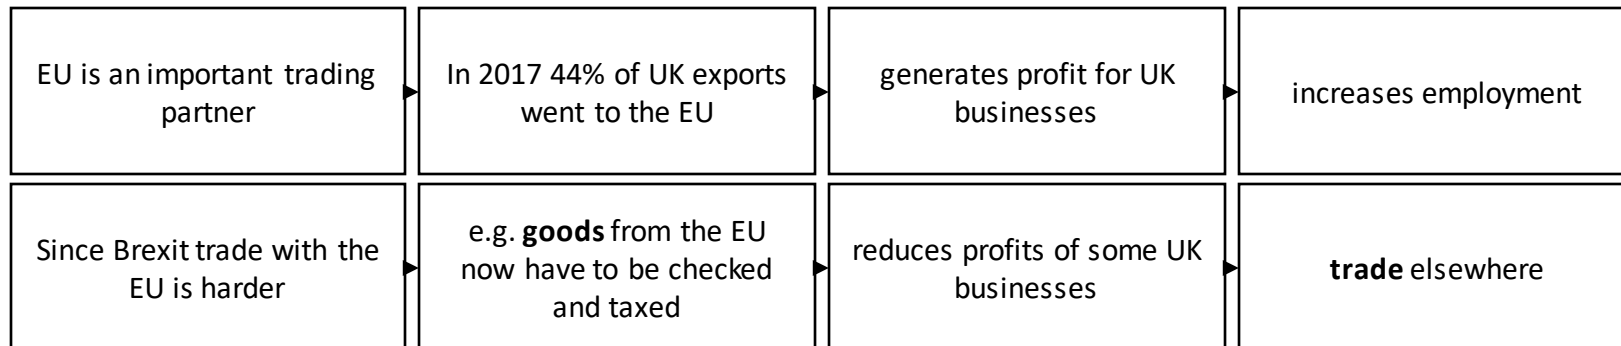 EU is an important trading
partner
In 2017 44% of UK exports
went to the EU
generates profit for UK
businesses
increases employment
Since Brexit trade with the
EU is harder
e.g. goods from the EU
now have to be checked
and taxed
reduces profits of some UK
businesses
trade elsewhere